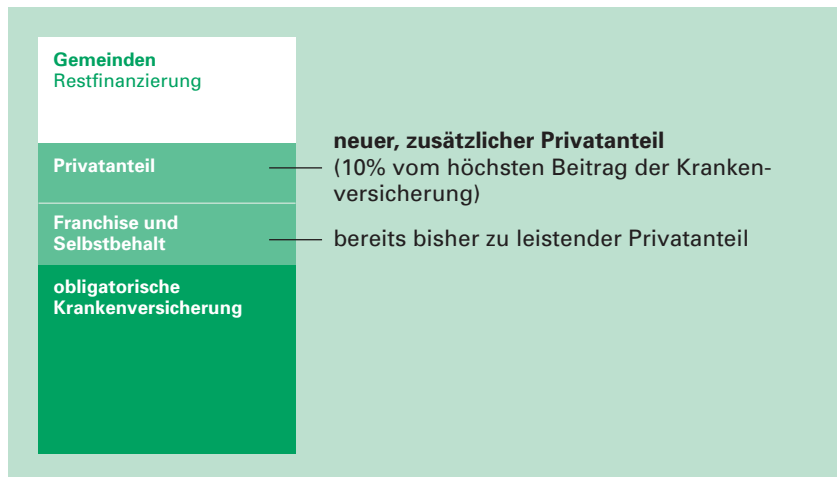 Gemeinden
Restfinanzierung
neuer, zusätzlicher Privatanteil
Privatanteil
(10% vom höchsten Beitrag der Kranken-
versicherung)
Franchise und
Selbstbehalt
bereits bisher zu leistender Privatanteil
obligatorische
Krankenversicherung